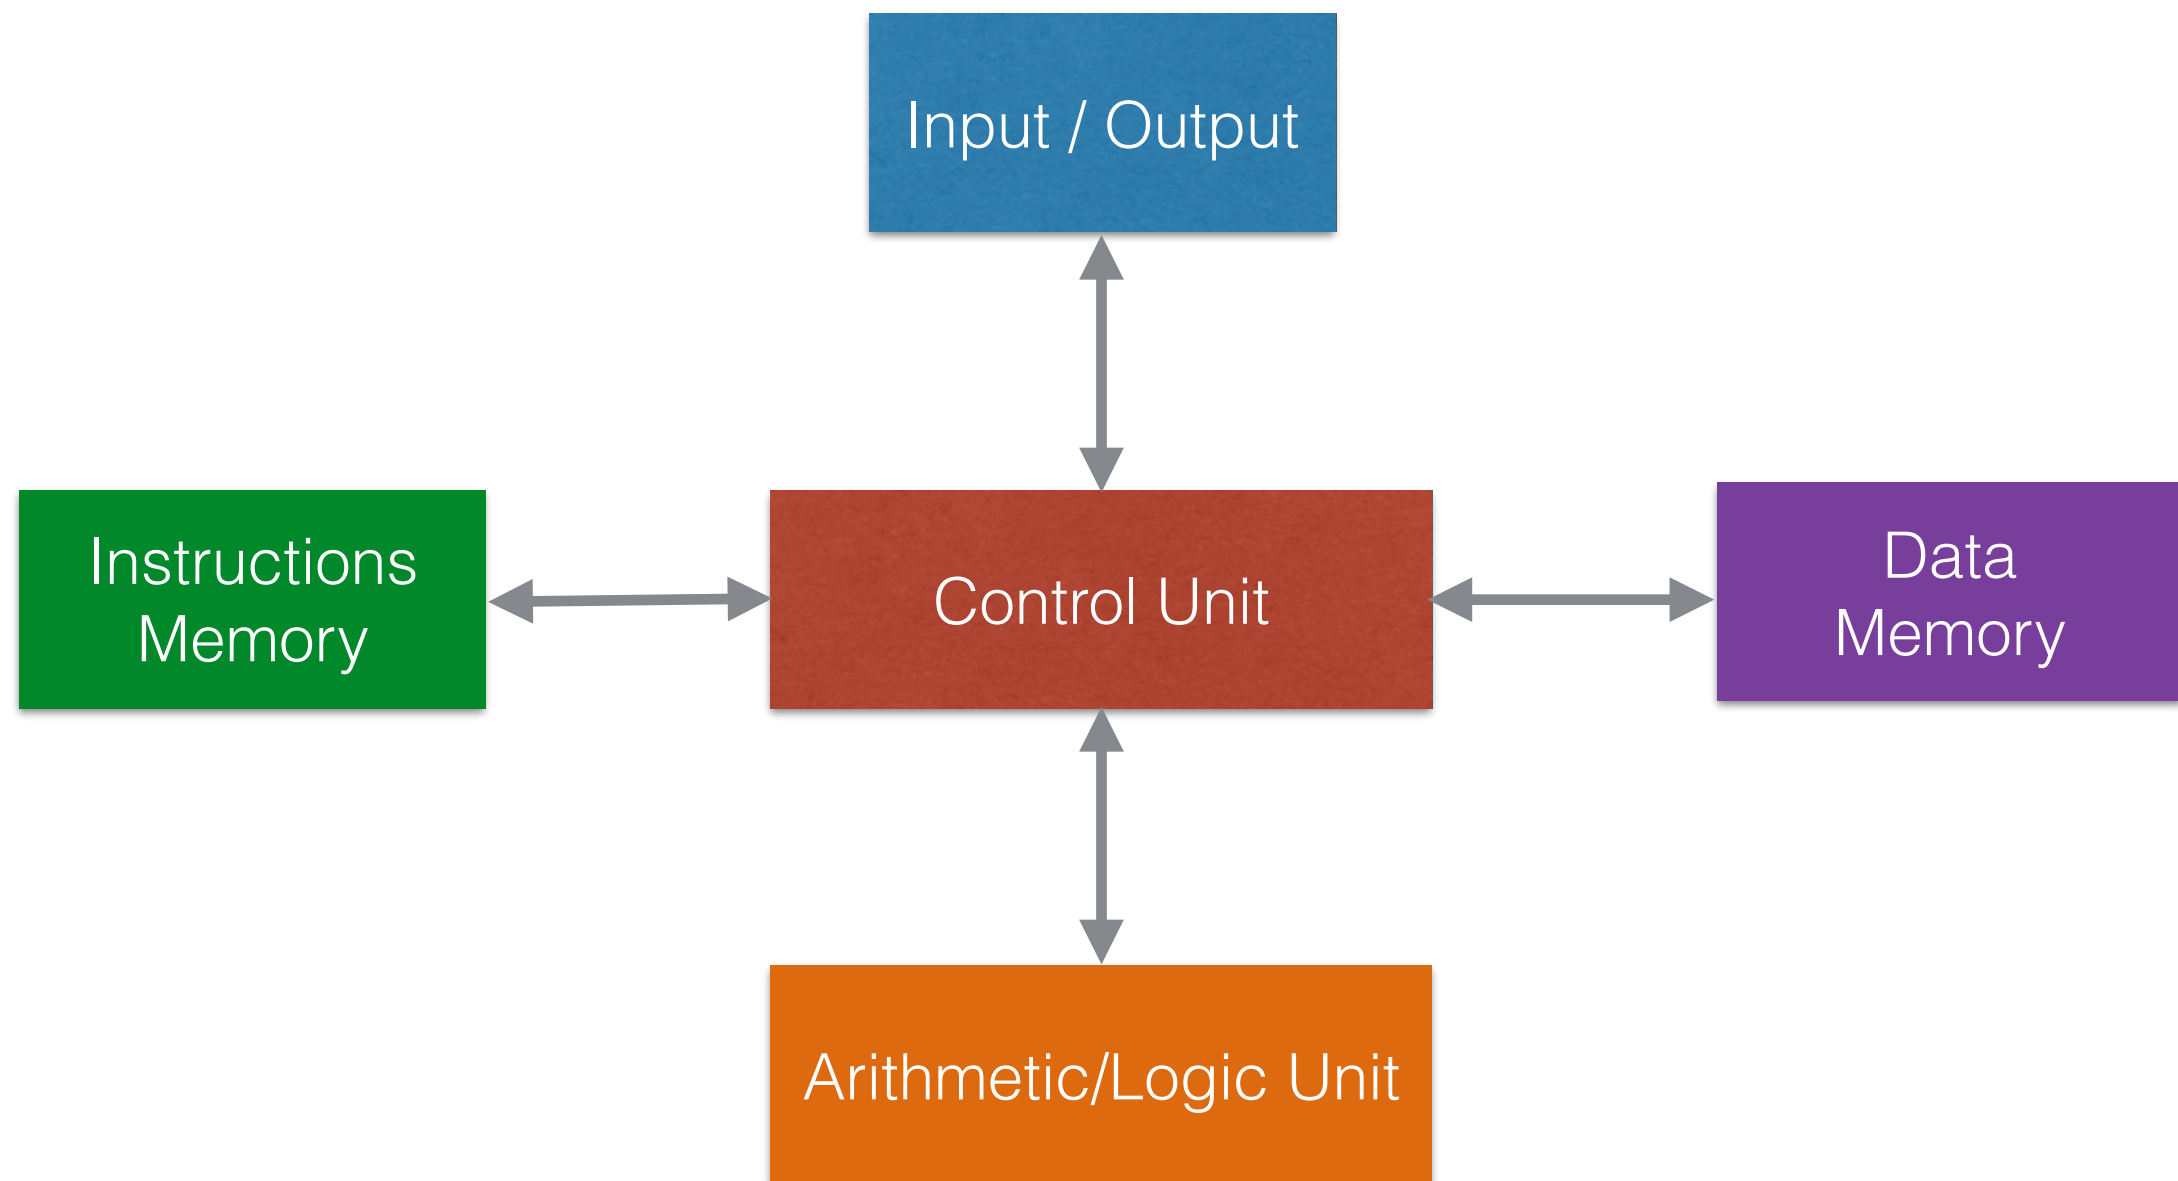 Input / Output
Instructions
Memory
Control Unit
Data
Memory
Arithmetic/Logic Unit